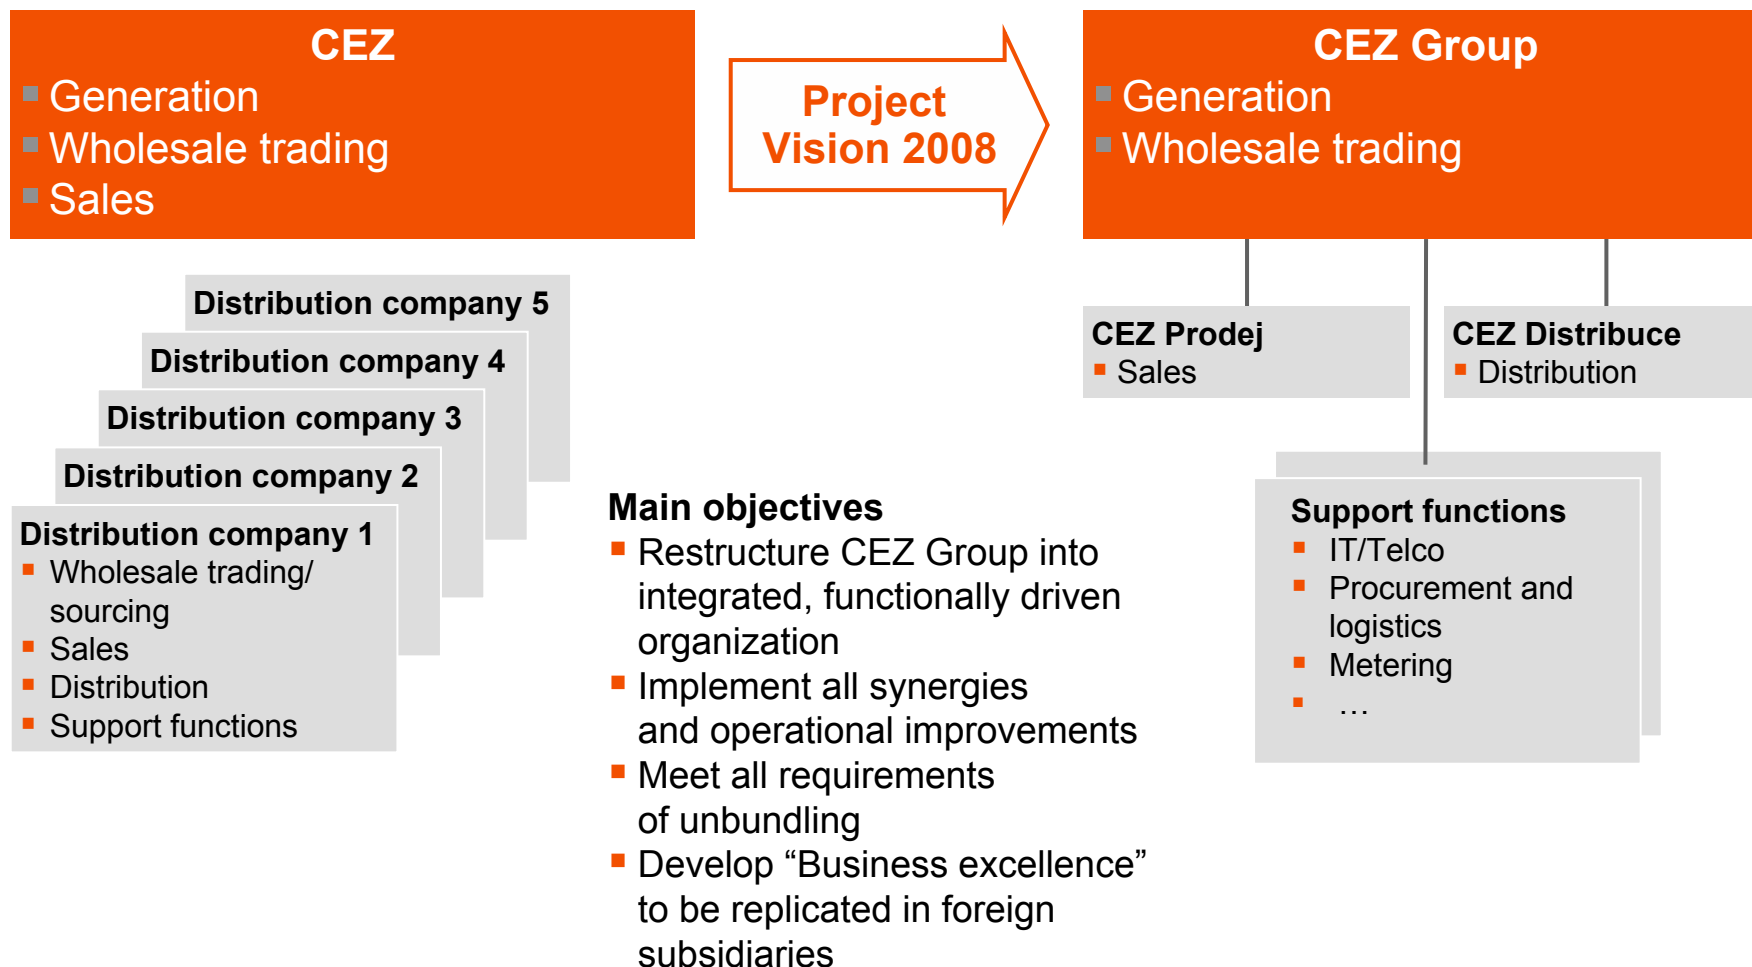 CEZ
Generation
Wholesale trading
Sales
Project
Vision 2008
CEZ Group
Generation
Wholesale trading
Distribution company 5
Distribution company 4
Distribution company 3
Distribution company 2
Distribution company 1
Wholesale trading/
sourcing
Sales
Distribution
Support functions
Main objectives
Restructure CEZ Group into
integrated, functionally driven
organization
Implement all synergies
and operational improvements
Meet all requirements
of unbundling
Develop “Business excellence”
to be replicated in foreign
subsidiaries
CEZ Prodej
Sales
CEZ Distribuce
Distribution
Support functions
IT/Telco
Procurement and
logistics
Metering
…